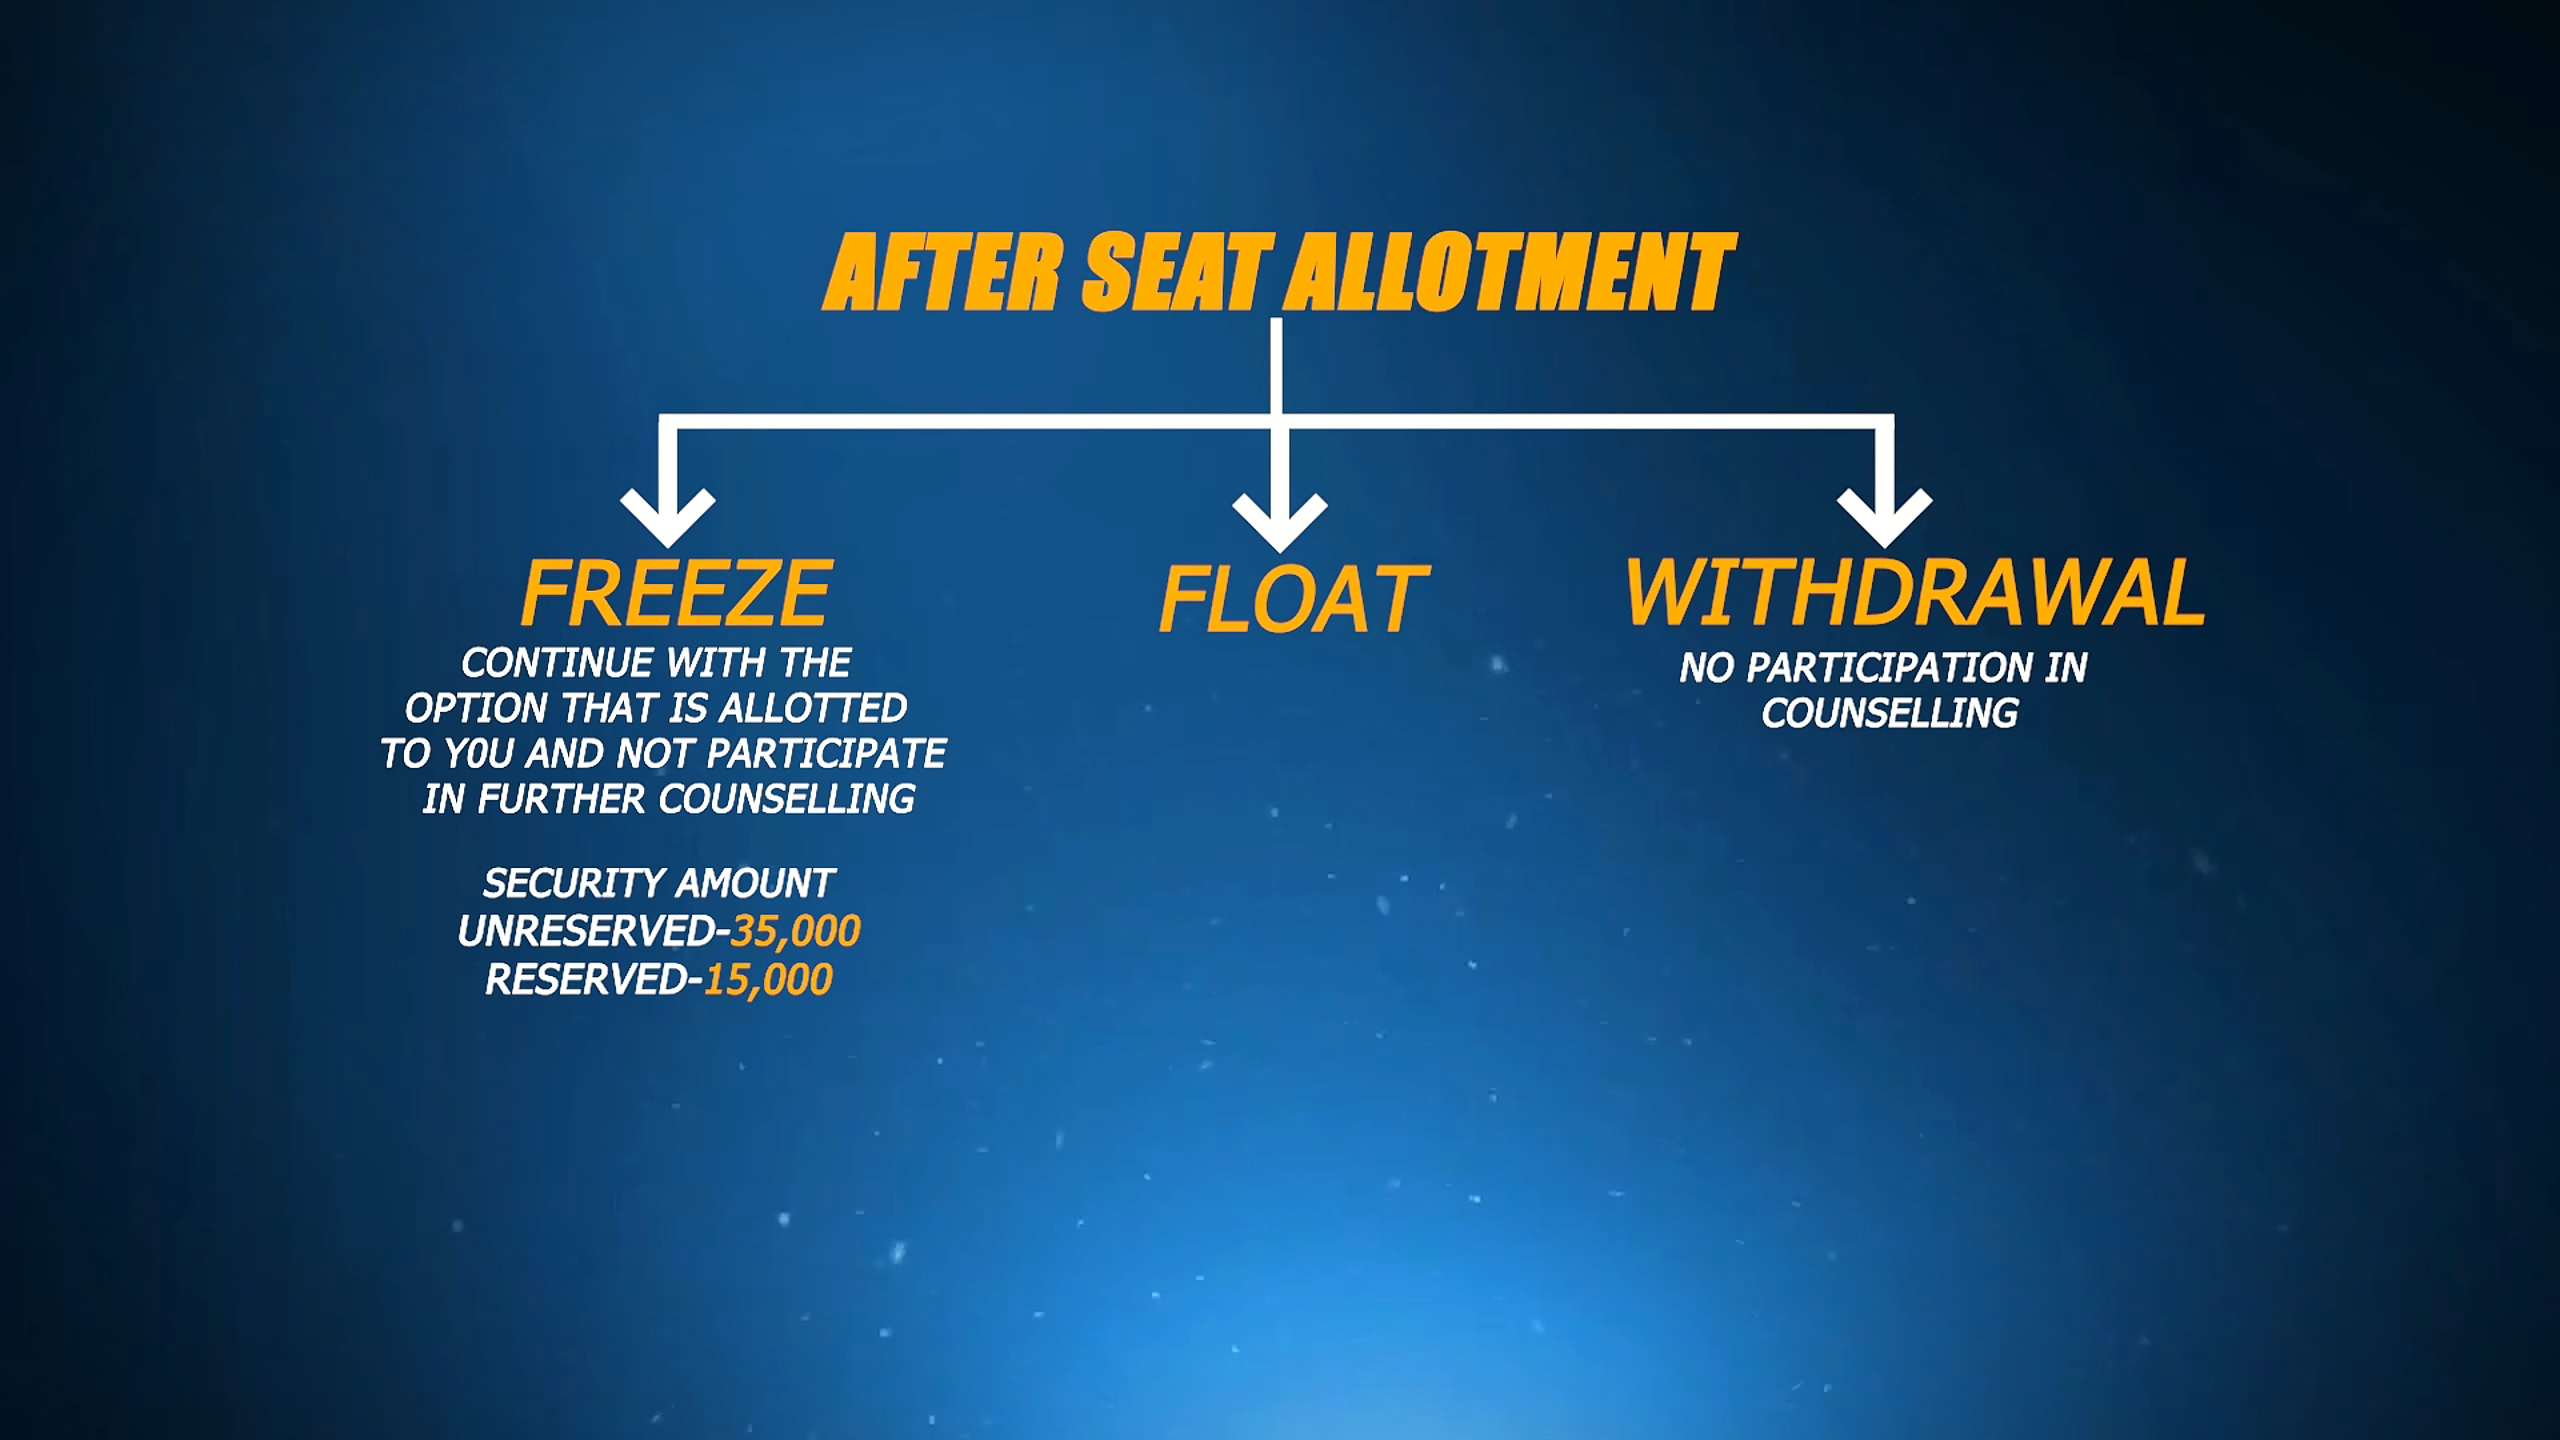 AFTER SEAT ALLOTMENT
FREEZE
CONTINUE WITH THE
OPTION THAT IS ALLOTTED
TO Y0U AND NOT PARTICIPATE
IN FURTHER COUNSELLING
SECURITY AMOUNT
UNRESERVED-35,000
RESERVED-15,000
FLOAT
WITHDRAWAL
NO PARTICIPATION IN
COUNSELLING